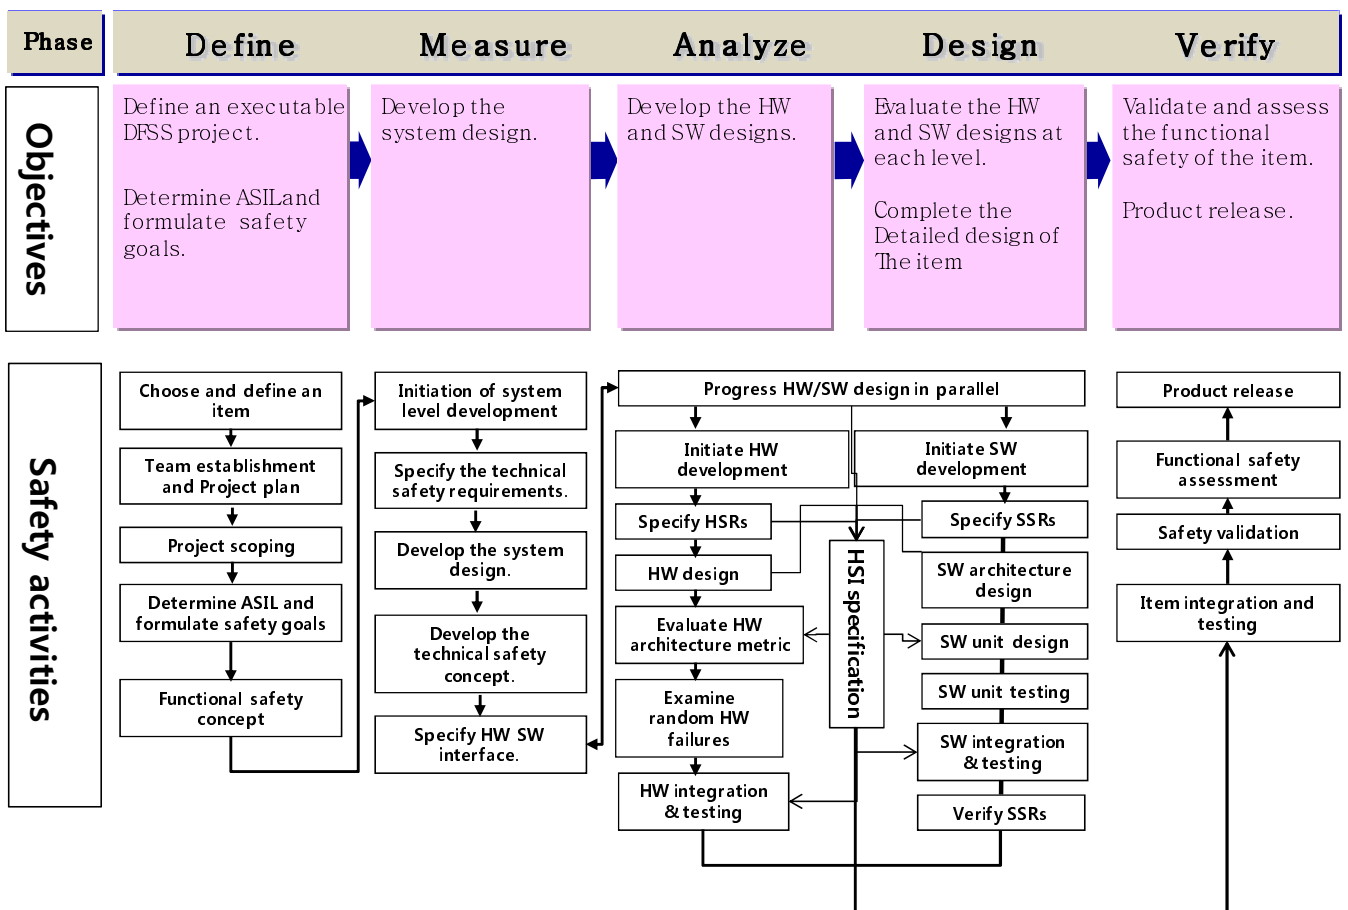 Phase
Define
Measure
Analyze
Design
Verify
Objectives
Define an executable
DFSS project.
Determine ASIL and
formulate safety
goals.
Develop the
system design.
Develop the HW
and SW designs.
Evaluate the HW
and SW designs at
each level.
Complete the
Detailed design of
The item
Validate and assess
the functional
safety of the item.
Product release.
Safety activities
Choose and define an
item
Team establishment
and Project plan
Project scoping
Determine ASIL and
formulate safety goals
Functional safety
concept
Initiation of system
level development
Specify the technical
safety requirements.
Develop the system
design.
Develop the
technical safety
concept.
Specify HW SW
interface.
Progress HW/SW design in parallel
Initiate HW
development
Specify HSRs
HW design
Evaluate HW
architecture metric
Examine
random HW
failures
HW integration
& testing
HSI specification
Initiate SW
development
Specify SSRs
SW architecture
design
SW unit design
SW unit testing
SW integration
& testing
Verify SSRs
Product release
Functional safety
assessment
Safety validation
Item integration and
testing